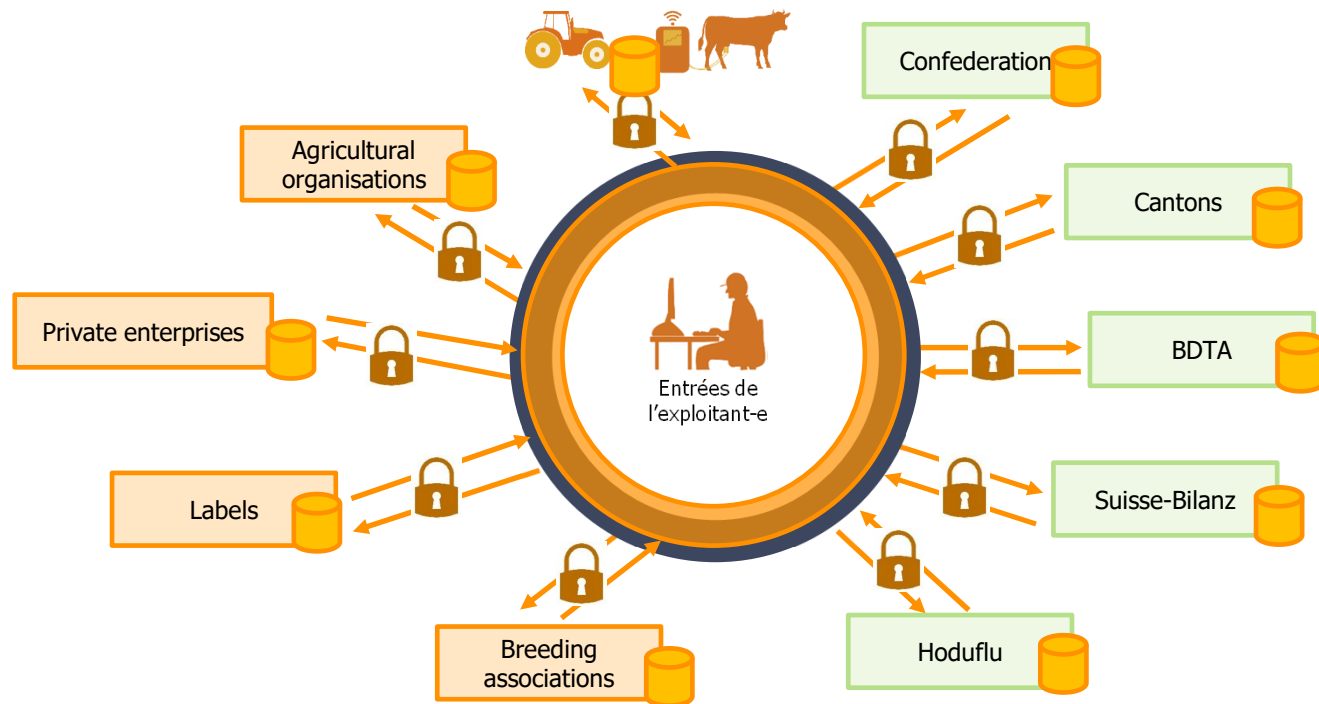 Confederation
Agricultural
organisations
Cantons
Private enterprises
BDTA
Entrées de
l'exploitant-e
Labels
Suisse-Bilanz
Breeding
associations
Hoduflu